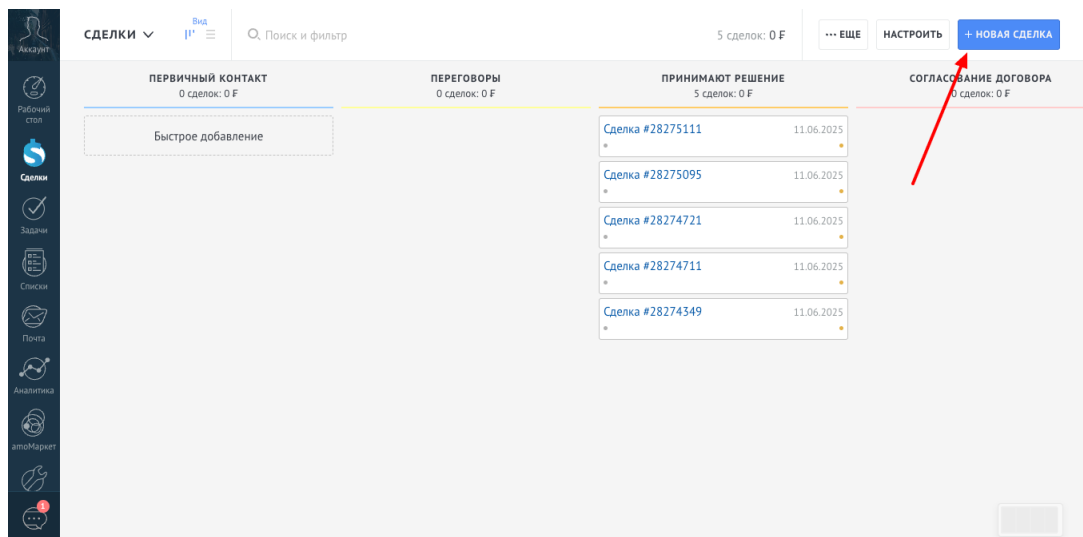 Аккаунт
Рабочий
стол
Сделки
Задачи
Списки
Почта
Аналитика
amoМаркет
1
СДЕЛКИ
Вид
Поиск и фильтр
5 сделок: 0 ₽
ЕЩЕ
НАСТРОИТЬ
НОВАЯ СДЕЛКА
ПЕРВИЧНЫЙ КОНТАКТ
0 сделок: 0 ₽
Быстрое добавление
ПЕРЕГОВОРЫ
0 сделок: 0 ₽
ПРИНИМАЮТ РЕШЕНИЕ
5 сделок: 0 ₽
Сделка #28275111 11.06.2025
Сделка #28275095 11.06.2025
Сделка #28274721 11.06.2025
Сделка #28274711 11.06.2025
Сделка #28274349 11.06.2025
СОГЛАСОВАНИЕ ДОГОВОРА
0 сделок: 0 ₽